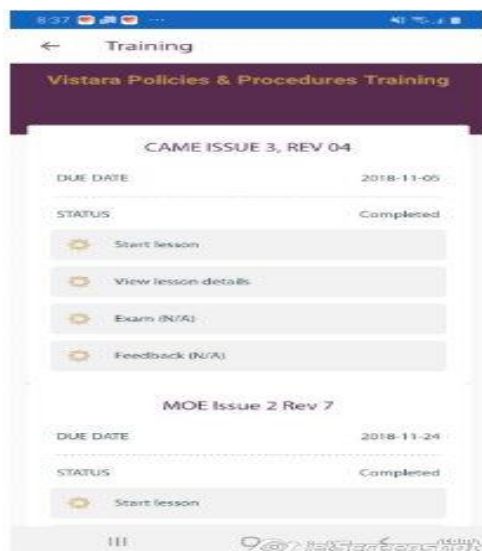 8:37
Training
Vistara Policies & Procedures Training
CAME ISSUE 3, REV 04
DUE DATE 2018-11-05
STATUS Completed
Start lesson
View lesson details
Exam (N/A)
Feedback (N/A)
MOE Issue 2 Rev 7
DUE DATE 2018-11-24
STATUS Completed
Start lesson